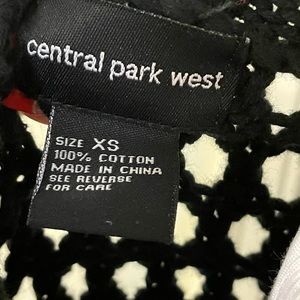 central park west
SIZE XS
100% COTTON
MADE IN CHINA
SEE REVERSE
FOR CARE